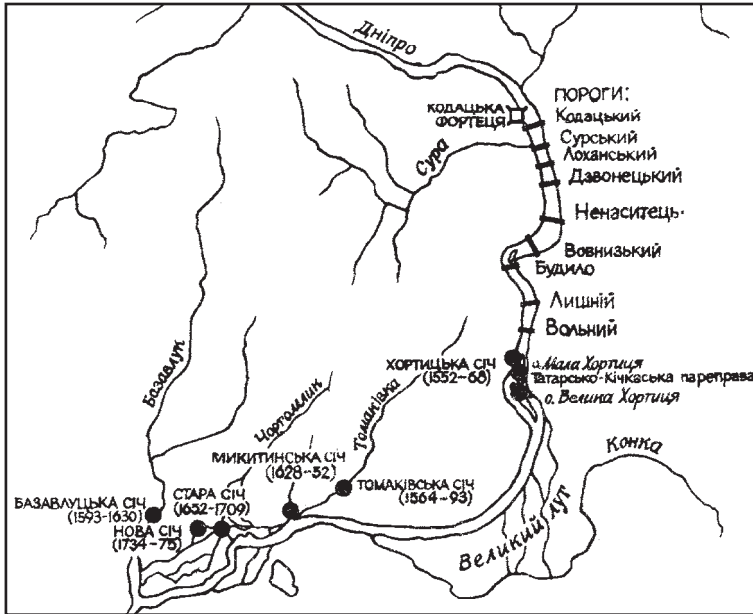 Дніпро
ПОРОГИ:
КОДАЦЬКА
ФОРТЕЦЯ
Кодацький
Сурський
Лоханський
Дзвонецький
Ненаситець
Вовнизький
Будило
Лишній
Вольний
Сура
ХОРТИЦЬКА СІЧ
(1552-68)
о. Мала Хортиця
Татарсько-Кічкаська парeправа
о. Велика Хортиця
Базавлук
Чортомлик
Томаківка
Конка
МИКИТИНСЬКА СІЧ
(1628-52)
ТОМАКІВСЬКА СІЧ
(1564-93)
БАЗАВЛУЦЬКА СІЧ
(1593-1630)
СТАРА СІЧ
(1652-1709)
НОВА СІЧ
(1734-75)
Великий луг